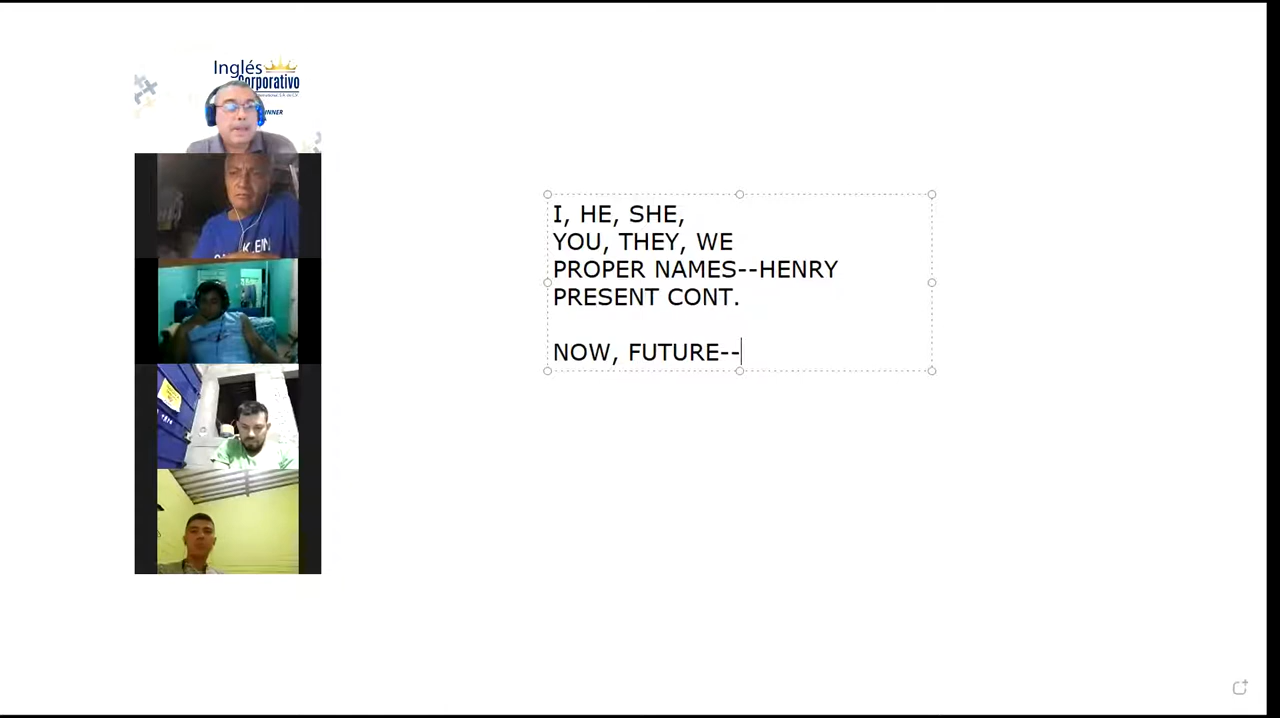 Inglés
Corporativo
I, HE, SHE,
YOU, THEY, WE
PROPER NAMES--HENRY
PRESENT CONT.
NOW, FUTURE--